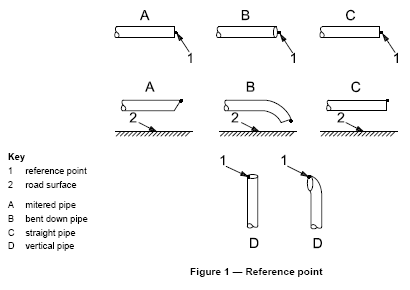 A B C
1 1 1
A B C
2 2 2
Key
1 reference point
2 road surface
A mitered pipe
B bent down pipe
C straight pipe
D vertical pipe
1 1
D D
Figure 1 — Reference point